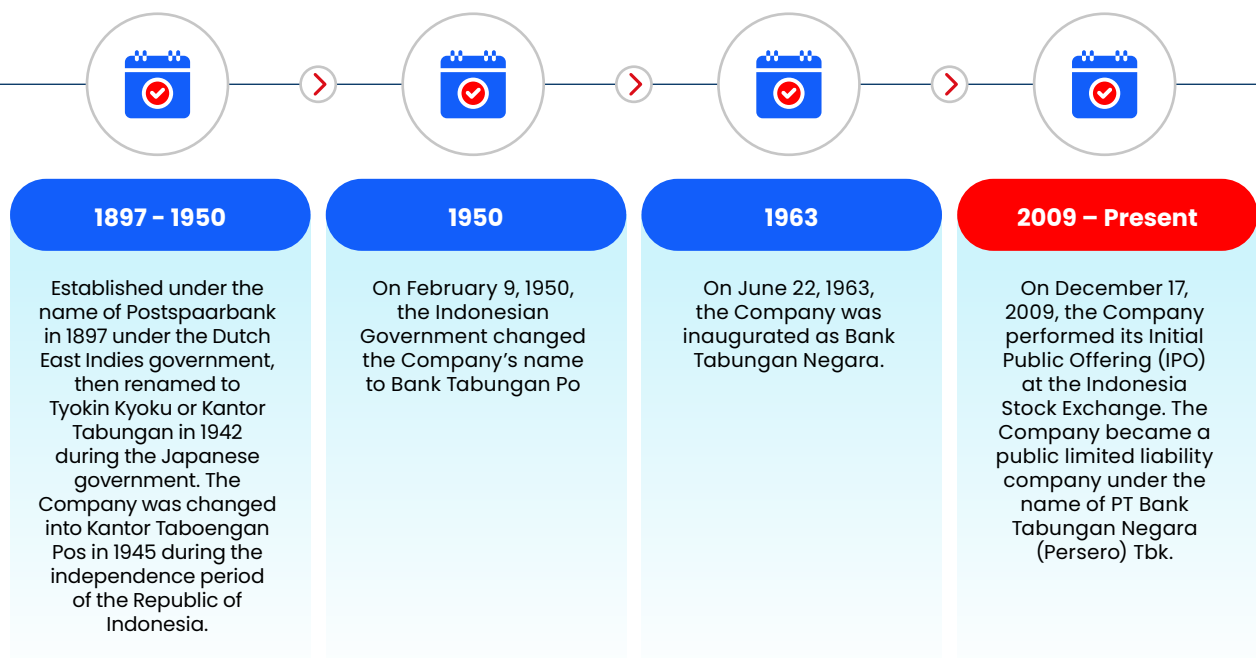 1897 - 1950
Established under the
name of Postspaarbank
in 1897 under the Dutch
East Indies government,
then renamed to
Tyokin Kyoku or Kantor
Tabungan in 1942
during the Japanese
government. The
Company was changed
into Kantor Taboengan
Pos in 1945 during the
independence period
of the Republic of
Indonesia.
1950
On February 9, 1950,
the Indonesian
Government changed
the Company’s name
to Bank Tabungan Po
1963
On June 22, 1963,
the Company was
inaugurated as Bank
Tabungan Negara.
2009 – Present
On December 17,
2009, the Company
performed its Initial
Public Offering (IPO)
at the Indonesia
Stock Exchange. The
Company became a
public limited liability
company under the
name of PT Bank
Tabungan Negara
(Persero) Tbk.